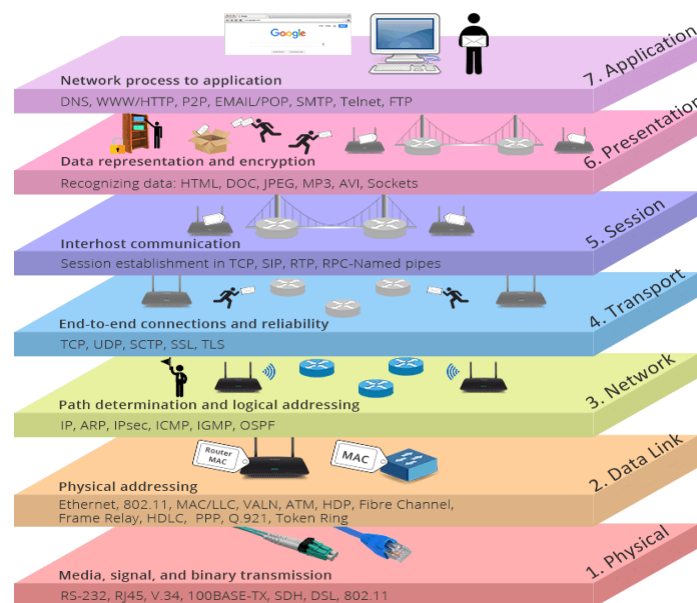 Google
7. Application
Network process to application
DNS, WWW/HTTP, P2P, EMAIL/POP, SMTP, Telnet, FTP
6. Presentation
Data representation and encryption
Recognizing data: HTML, DOC, JPEG, MP3, AVI, Sockets
5. Session
Interhost communication
Session establishment in TCP, SIP, RTP, RPC-Named pipes
4. Transport
End-to-end connections and reliability
TCP, UDP, SCTP, SSL, TLS
3. Network
Path determination and logical addressing
IP, ARP, IPsec, ICMP, IGMP, OSPF
Router
MAC
MAC
2. Data Link
Physical addressing
Ethernet, 802.11, MAC/LLC, VALN, ATM, HDP, Fibre Channel,
Frame Relay, HDLC, PPP, Q.921, Token Ring
1. Physical
Media, signal, and binary transmission
RS-232, RJ45, V.34, 100BASE-TX, SDH, DSL, 802.11